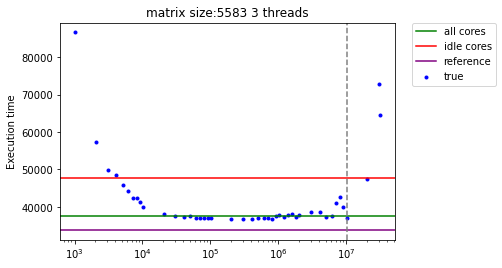 matrix size:5583 3 threads
all cores
idle cores
reference
true
Execution time
80000
70000
60000
50000
40000
10³
10⁴
10⁵
10⁶
10⁷